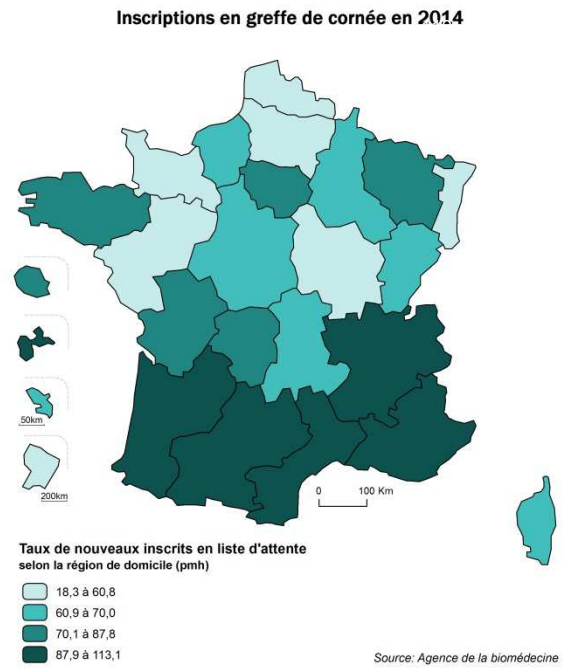 Inscriptions en greffe de cornée en 2014
50km
200km
0 100 Km
Taux de nouveaux inscrits en liste d'attente
selon la région de domicile (pmh)
18,3 à 60,8
60,9 à 70,0
70,1 à 87,8
87,9 à 113,1
Source: Agence de la biomédecine